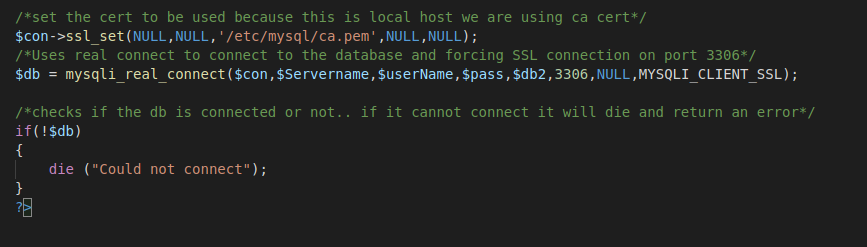 /*set the cert to be used because this is local host we are using ca cert*/
$con->ssl_set(NULL,NULL,'/etc/mysql/ca.pem',NULL,NULL);
/*Uses real connect to connect to the database and forcing SSL connection on port 3306*/
$db = mysqli_real_connect($con,$Servername,$userName,$pass,$db2,3306,NULL,MYSQLI_CLIENT_SSL);
/*checks if the db is connected or not.. if it cannot connect it will die and return an error*/
if(!$db)
{
die ("Could not connect");
}
?>